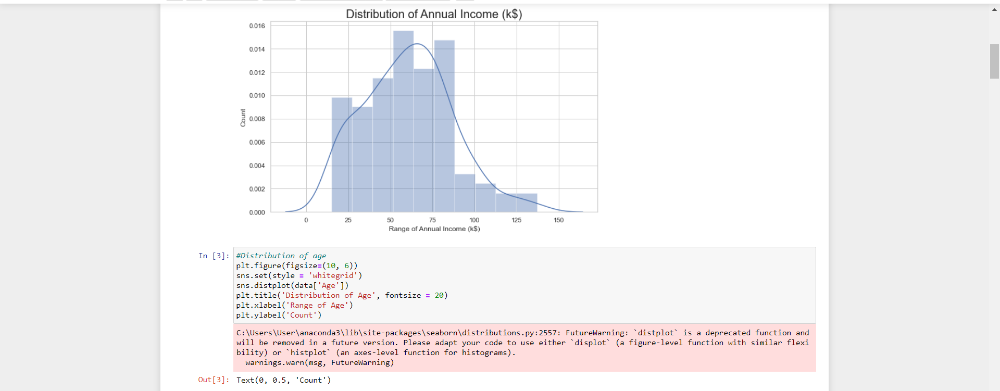 Distribution of Annual Income (k$)
0.016
0.014
0.012
0.010
0.008
0.006
0.004
0.002
0.000
Count
0 25 50 75 100 125 150
Range of Annual Income (k$)
In [3]: #Distribution of age
plt.figure(figsize=(10, 6))
sns.set(style = 'whitegrid')
sns.distplot(data['Age'])
plt.title('Distribution of Age', fontsize = 20)
plt.xlabel('Range of Age')
plt.ylabel('Count')
C:\Users\User\anaconda3\lib\site-packages\seaborn\distributions.py:2557: FutureWarning: `distplot` is a deprecated function and
will be removed in a future version. Please adapt your code to use either `displot` (a figure-level function with similar flexi
bility) or `histplot` (an axes-level function for histograms).
warnings.warn(msg, FutureWarning)
Out[3]: Text(0, 0.5, 'Count')